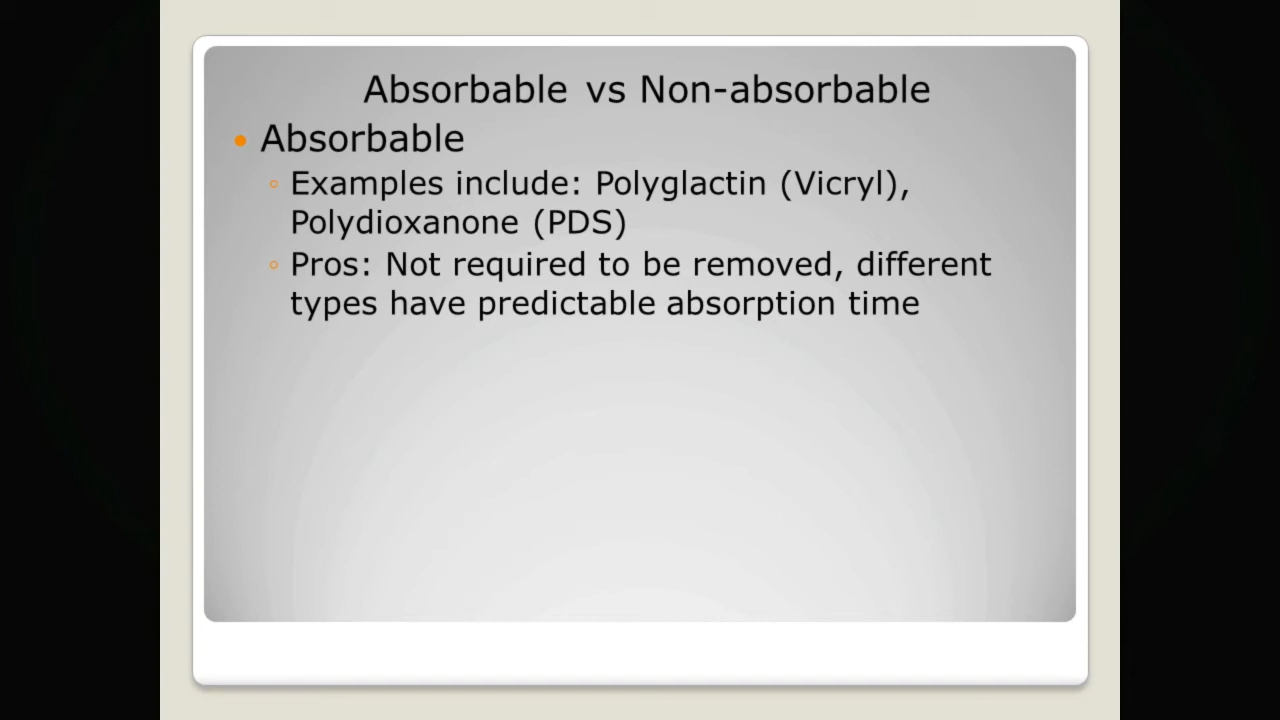 Absorbable vs Non-absorbable
Absorbable
Examples include: Polyglactin (Vicryl),
Polydioxanone (PDS)
Pros: Not required to be removed, different
types have predictable absorption time